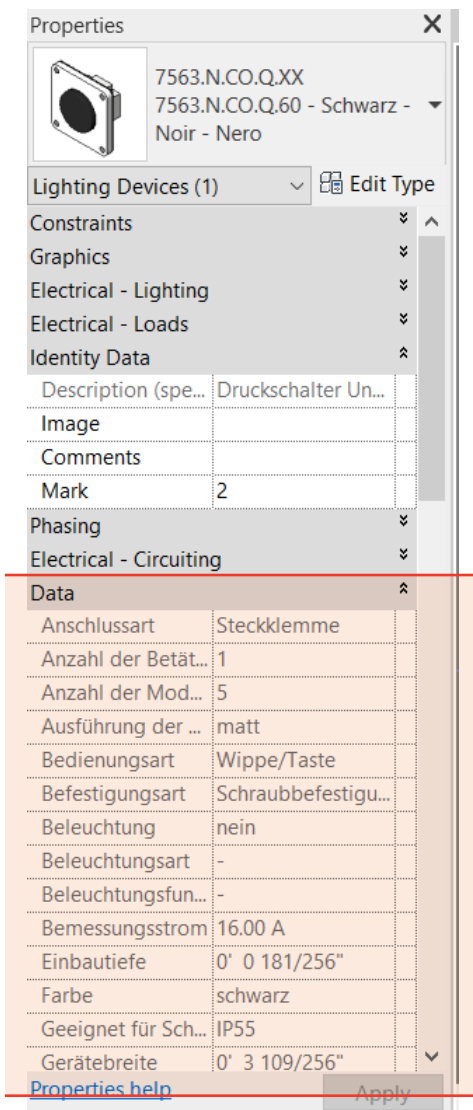 Properties
7563.N.CO.Q.XX
7563.N.CO.Q.60 - Schwarz -
Noir - Nero
Lighting Devices (1)
Edit Type
Constraints
Graphics
Electrical - Lighting
Electrical - Loads
Identity Data
Description (spe... Druckschalter Un...
Image
Comments
Mark 2
Phasing
Electrical - Circuiting
Data
Anschlussart Steckklemme
Anzahl der Betät... 1
Anzahl der Mod... 5
Ausführung der ... matt
Bedienungsart Wippe/Taste
Befestigungsart Schraubbefestigu...
Beleuchtung nein
Beleuchtungsart -
Beleuchtungsfun... -
Bemessungsstrom 16.00 A
Einbautiefe 0' 0 181/256"
Farbe schwarz
Geeignet für Sch... IP55
Gerätebreite 0' 3 109/256"
Properties help
Apply